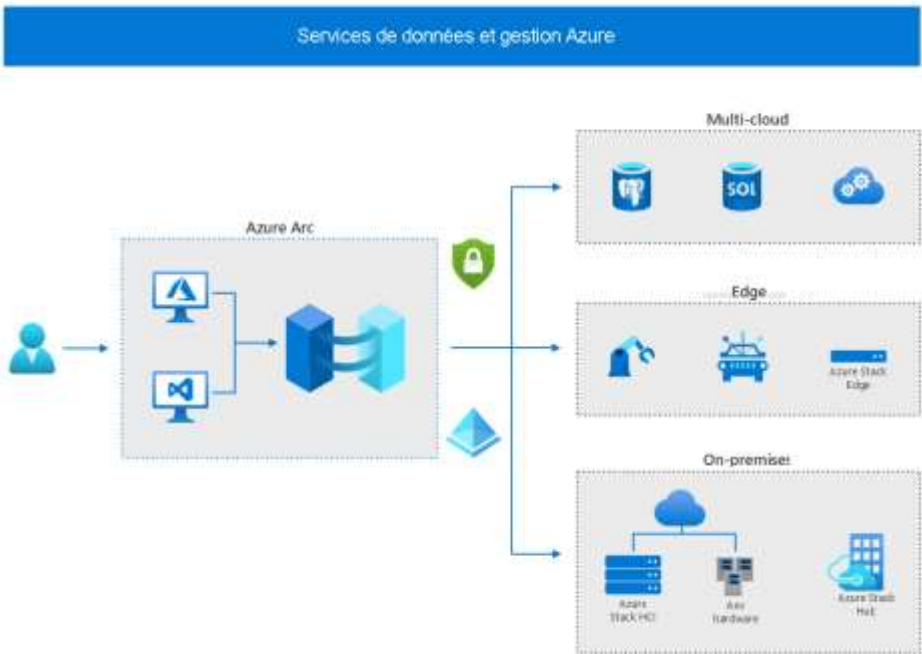 Services de données et gestion Azure
Multi-cloud
Azure Arc
SQL
Edge
Azure Stack
Edge
On-premises
Azure
Stack HCI
Any
hardware
Azure Stack
Hub